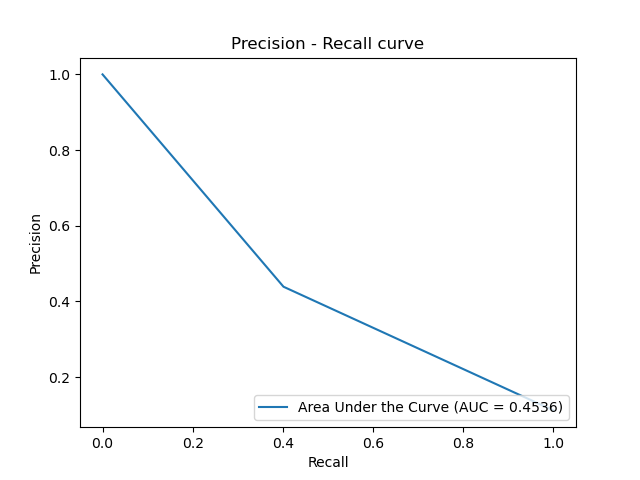 Precision - Recall curve
1.0
0.8
0.6
0.4
0.2
Precision
Area Under the Curve (AUC = 0.4536)
0.0 0.2 0.4 0.6 0.8 1.0
Recall